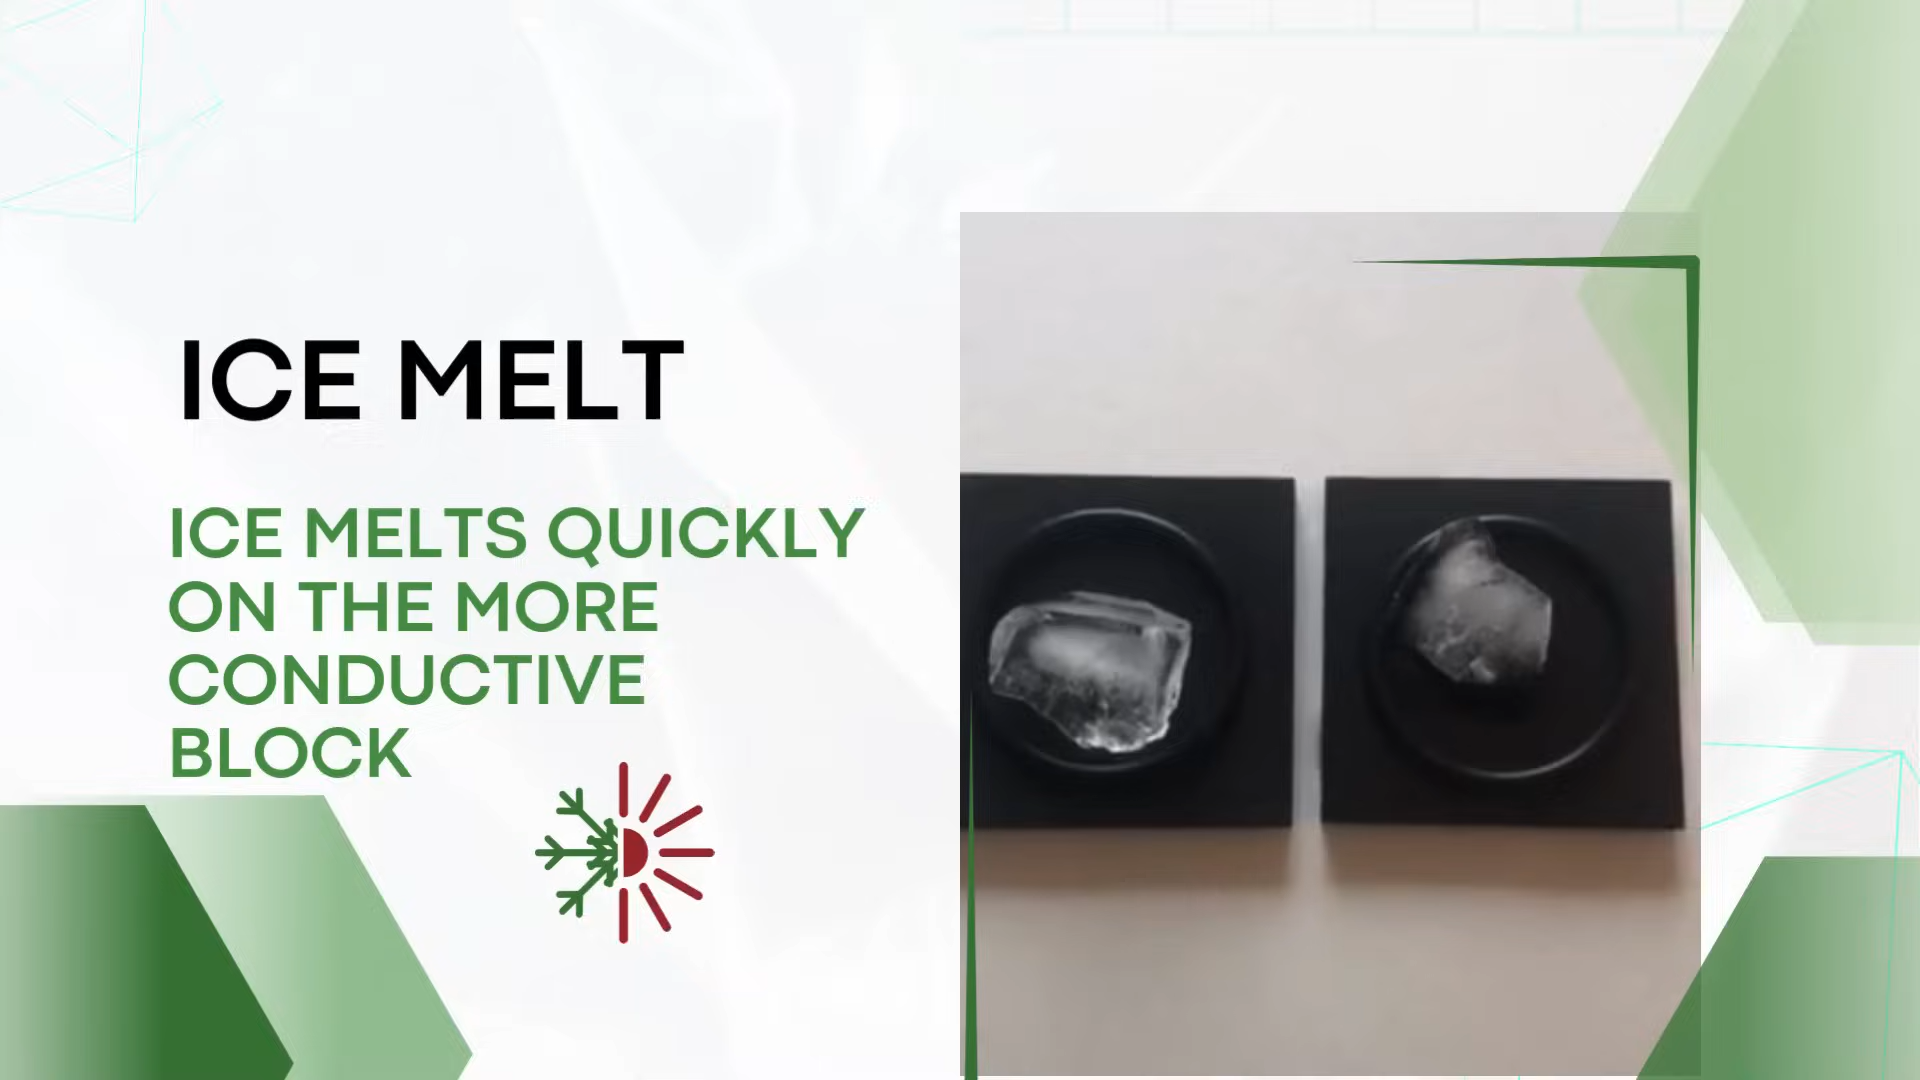 ICE MELT
ICE MELTS QUICKLY
ON THE MORE
CONDUCTIVE
BLOCK